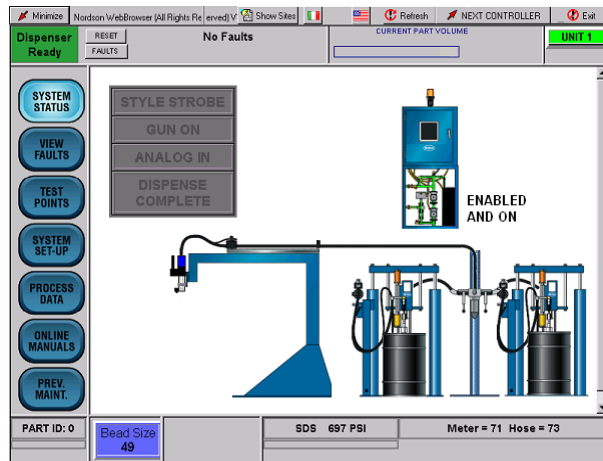 Minimize
Nordson WebBrowser (All Rights Re
erved) V
Show Sites
Refresh
NEXT CONTROLLER
Exit
Dispenser
Ready
RESET
FAULTS
No Faults
CURRENT PART VOLUME
UNIT 1
SYSTEM
STATUS
VIEW
FAULTS
TEST
POINTS
SYSTEM
SET-UP
PROCESS
DATA
ONLINE
MANUALS
PREV.
MAINT.
STYLE STROBE
GUN ON
ANALOG IN
DISPENSE
COMPLETE
ENABLED
AND ON
PART ID: 0
Bead Size
49
SDS 697 PSI
Meter = 71 Hose = 73